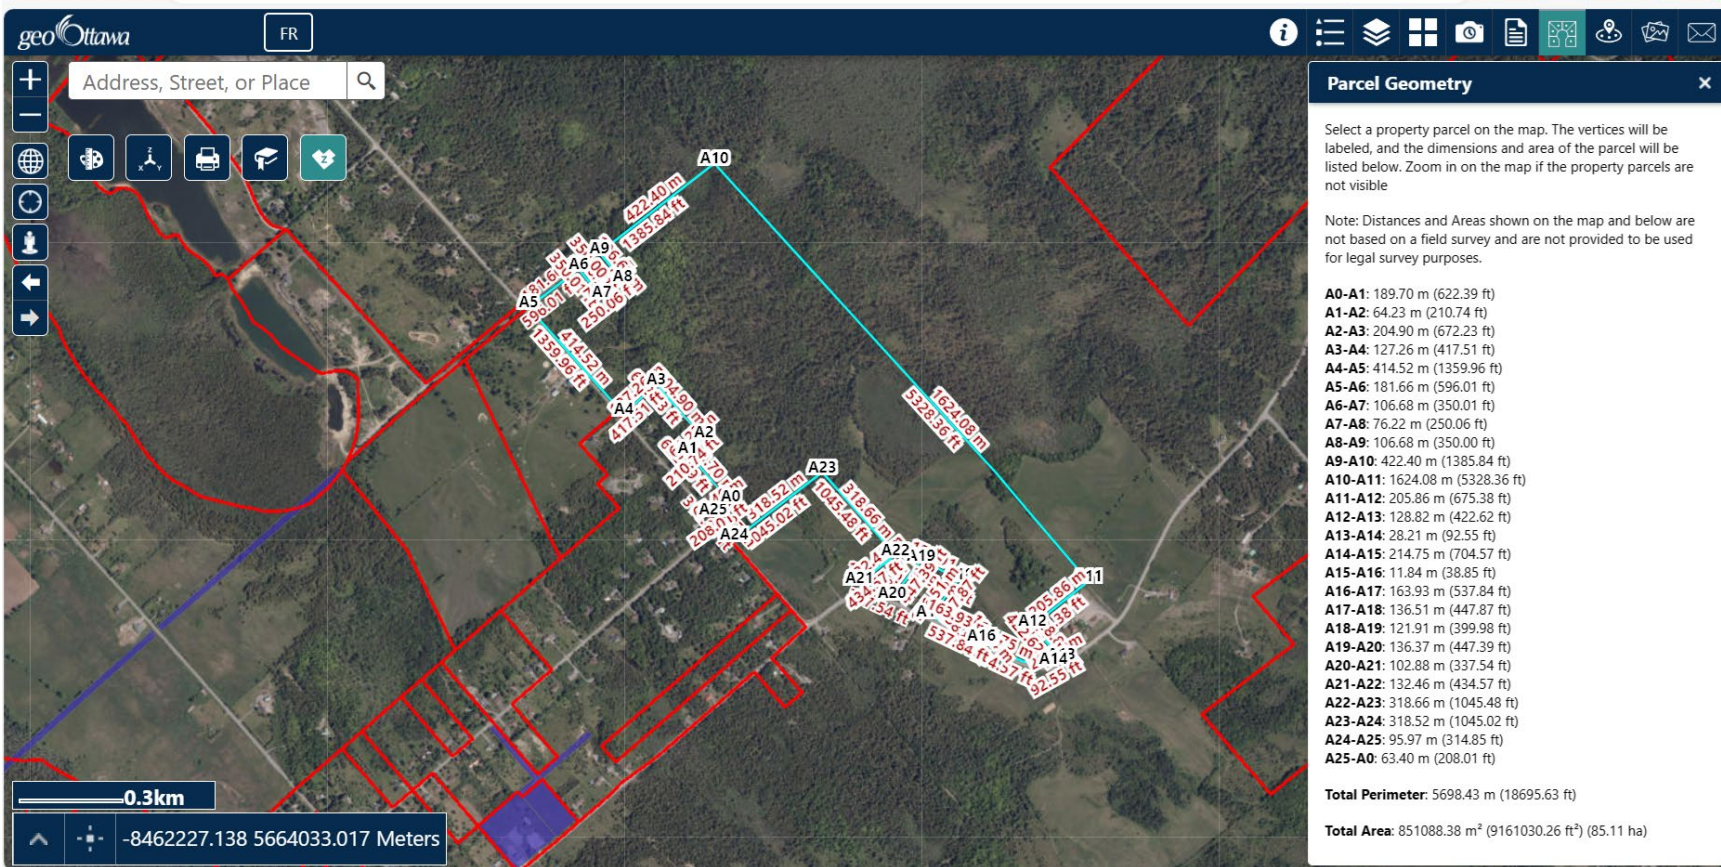 geoOttawa
FR
Address, Street, or Place
Parcel Geometry
Select a property parcel on the map. The vertices will be
labeled, and the dimensions and area of the parcel will be
listed below. Zoom in on the map if the property parcels are
not visible
Note: Distances and Areas shown on the map and below are
not based on a field survey and are not provided to be used
for legal survey purposes.
A0-A1: 189.70 m (622.39 ft)
A1-A2: 64.23 m (210.74 ft)
A2-A3: 204.90 m (672.23 ft)
A3-A4: 127.26 m (417.51 ft)
A4-A5: 414.52 m (1359.96 ft)
A5-A6: 181.66 m (596.01 ft)
A6-A7: 106.68 m (350.01 ft)
A7-A8: 76.22 m (250.06 ft)
A8-A9: 106.68 m (350.00 ft)
A9-A10: 422.40 m (1385.84 ft)
A10-A11: 1624.08 m (5328.36 ft)
A11-A12: 205.86 m (675.38 ft)
A12-A13: 128.82 m (422.62 ft)
A13-A14: 28.21 m (92.55 ft)
A14-A15: 214.75 m (704.57 ft)
A15-A16: 11.84 m (38.85 ft)
A16-A17: 163.93 m (537.84 ft)
A17-A18: 136.51 m (447.87 ft)
A18-A19: 121.91 m (399.98 ft)
A19-A20: 136.37 m (447.39 ft)
A20-A21: 102.88 m (337.54 ft)
A21-A22: 132.46 m (434.57 ft)
A22-A23: 318.66 m (1045.48 ft)
A23-A24: 318.52 m (1045.02 ft)
A24-A25: 95.97 m (314.85 ft)
A25-A0: 63.40 m (208.01 ft)
Total Perimeter: 5698.43 m (18695.63 ft)
Total Area: 851088.38 m² (9161030.26 ft²) (85.11 ha)
A10
422.40 m
1385.84 ft
A9
A6
A8
A7
A5
250.06 ft
414.52 m
1359.96 ft
A3
A4
A2
A1
1624.08 m
5328.36 ft
A23
A0
A25
318.52 m
318.66 m
1045.48 ft
A24
A22
A19
11
A21
A20
A12
A16
537.84 ft
A14
92.55 ft
0.3km
-8462227.138 5664033.017 Meters